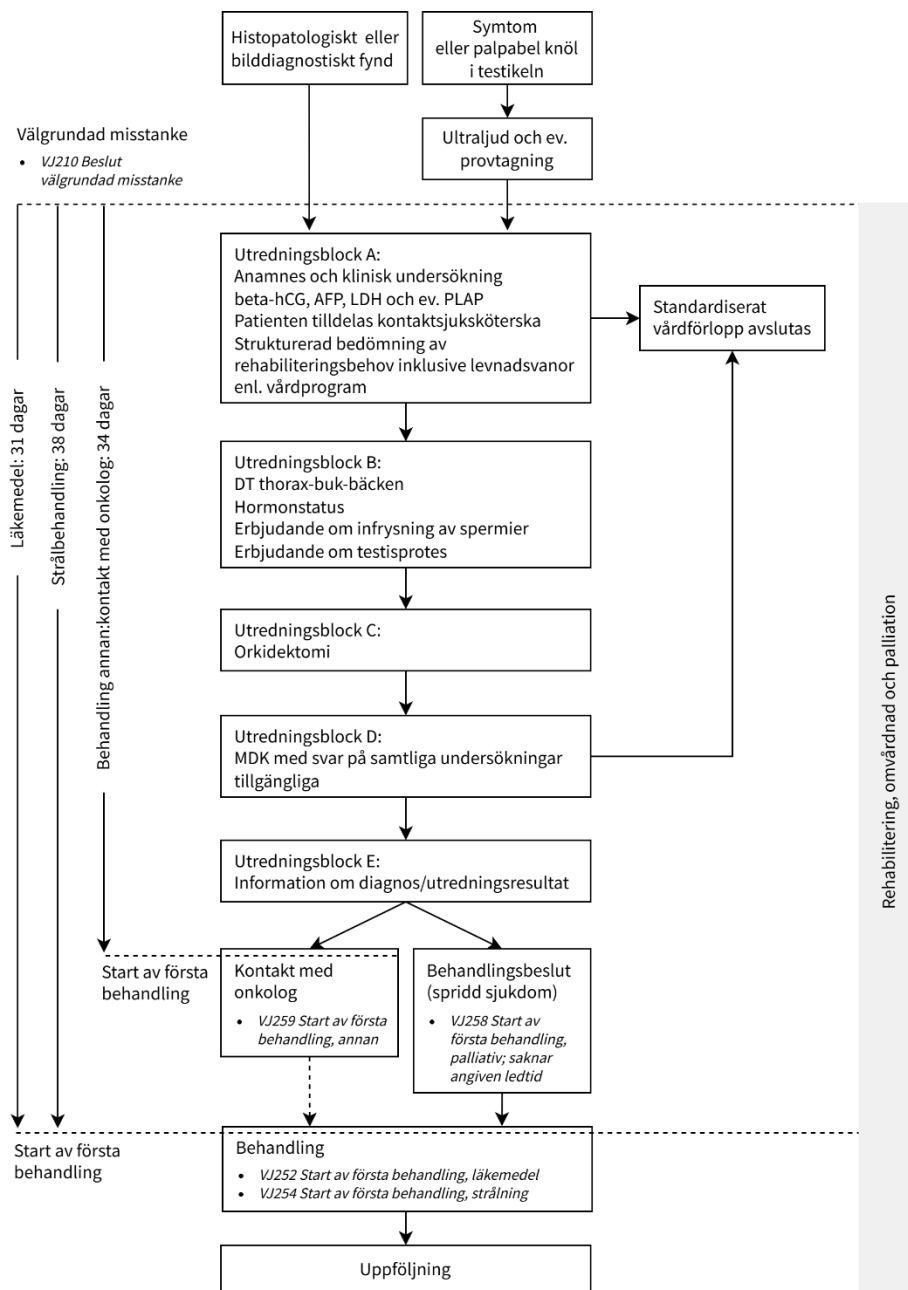 Histopatologiskt eller
bilddiagnostiskt fynd
Symtom
eller palpabel knöl
i testikeln
Ultraljud och ev.
provtagning
Välgrundad misstanke
• VJ210 Beslut
välgrundad misstanke
Läkemedel: 31 dagar
Strålbehandling: 38 dagar
Behandling annan:kontakt med onkolog: 34 dagar
Utredningsblock A:
Anamnes och klinisk undersökning
beta-hCG, AFP, LDH och ev. PLAP
Patienten tilldelas kontaktsjuksköterska
Strukturerad bedömning av
rehabiliteringsbehov inklusive levnadsvanor
enl. vårdprogram
Standardiserat
vårdförlopp avslutas
Utredningsblock B:
DT thorax-buk-bäcken
Hormonstatus
Erbjudande om infrysning av spermier
Erbjudande om testisprotes
Utredningsblock C:
Orkidektomi
Utredningsblock D:
MDK med svar på samtliga undersökningar
tillgängliga
Utredningsblock E:
Information om diagnos/utredningsresultat
Start av första
behandling
Kontakt med
onkolog
• VJ259 Start av första
behandling, annan
Behandlingsbeslut
(spridd sjukdom)
• VJ258 Start av
första behandling,
palliativ; saknar
angiven ledtid
Start av första
behandling
Behandling
• VJ252 Start av första behandling, läkemedel
• VJ254 Start av första behandling, strålning
Uppföljning
Rehabilitering, omvårdnad och palliation